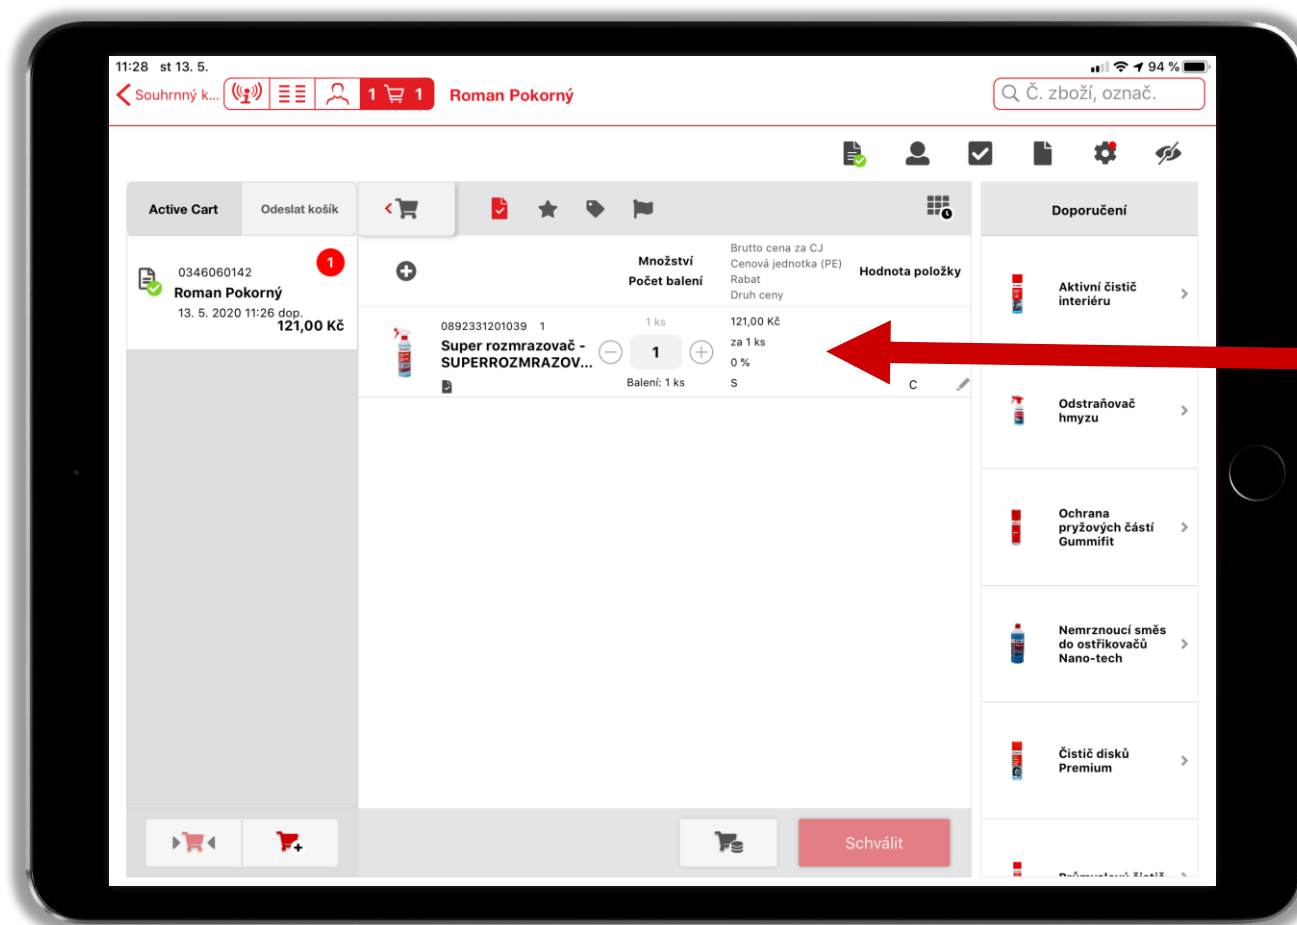 11:28 st 13. 5.
94 %
Souhrnný k...
1 1
Roman Pokorný
Č. zboží, označ.
Active Cart
Odeslat košík
Doporučení
0346060142
1
Roman Pokorný
13. 5. 2020 11:26 dop.
121,00 Kč
Množství
Počet balení
Brutto cena za CJ
Cenová jednotka (PE)
Rabat
Druh ceny
Hodnota položky
0892331201039 1
Super rozmrazovač -
SUPERROZMRAZOV...
1 ks
1
Balení: 1 ks
121,00 Kč
za 1 ks
0 %
S
C
Aktivní čistič
interiéru
Odstraňovač
hmyzu
Ochrana
pryžových částí
Gummifit
Nemrznoucí směs
do ostřikovačů
Nano-tech
Čistič disků
Premium
Schválit